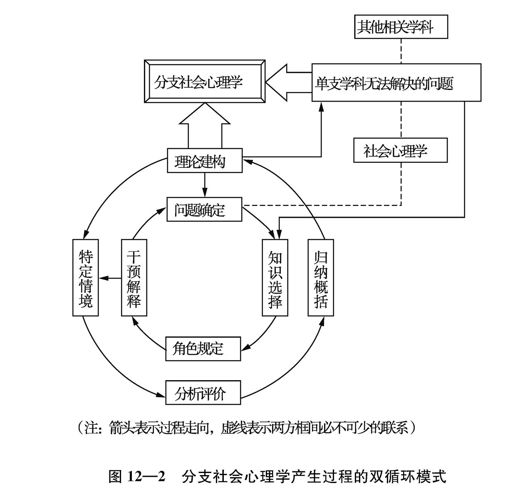 其他相关学科
分支社会心理学
单支学科无法解决的问题
社会心理学
理论建构
问题确定
特定情境
干预解释
知识选择
归纳概括
角色规定
分析评价
（注：箭头表示过程走向，虚线表示两方框间必不可少的联系）
图 12—2 分支社会心理学产生过程的双循环模式